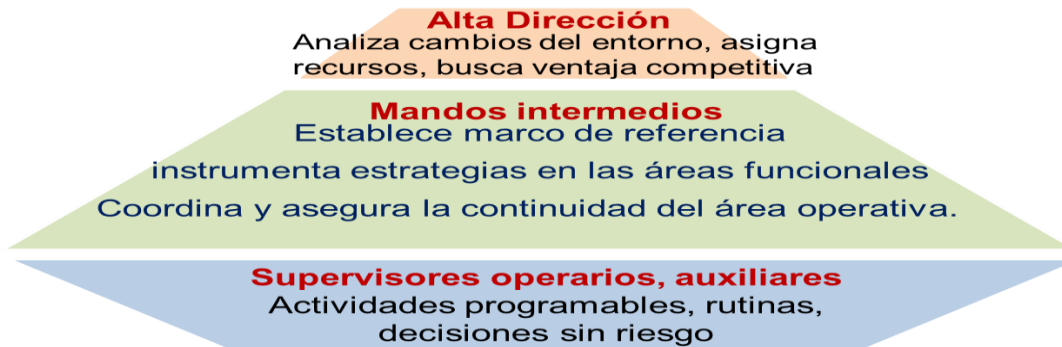 Alta Dirección
Analiza cambios del entorno, asigna
recursos, busca ventaja competitiva
Mandos intermedios
Establece marco de referencia
instrumenta estrategias en las áreas funcionales
Coordina y asegura la continuidad del área operativa.
Supervisores operarios, auxiliares
Actividades programables, rutinas,
decisiones sin riesgo